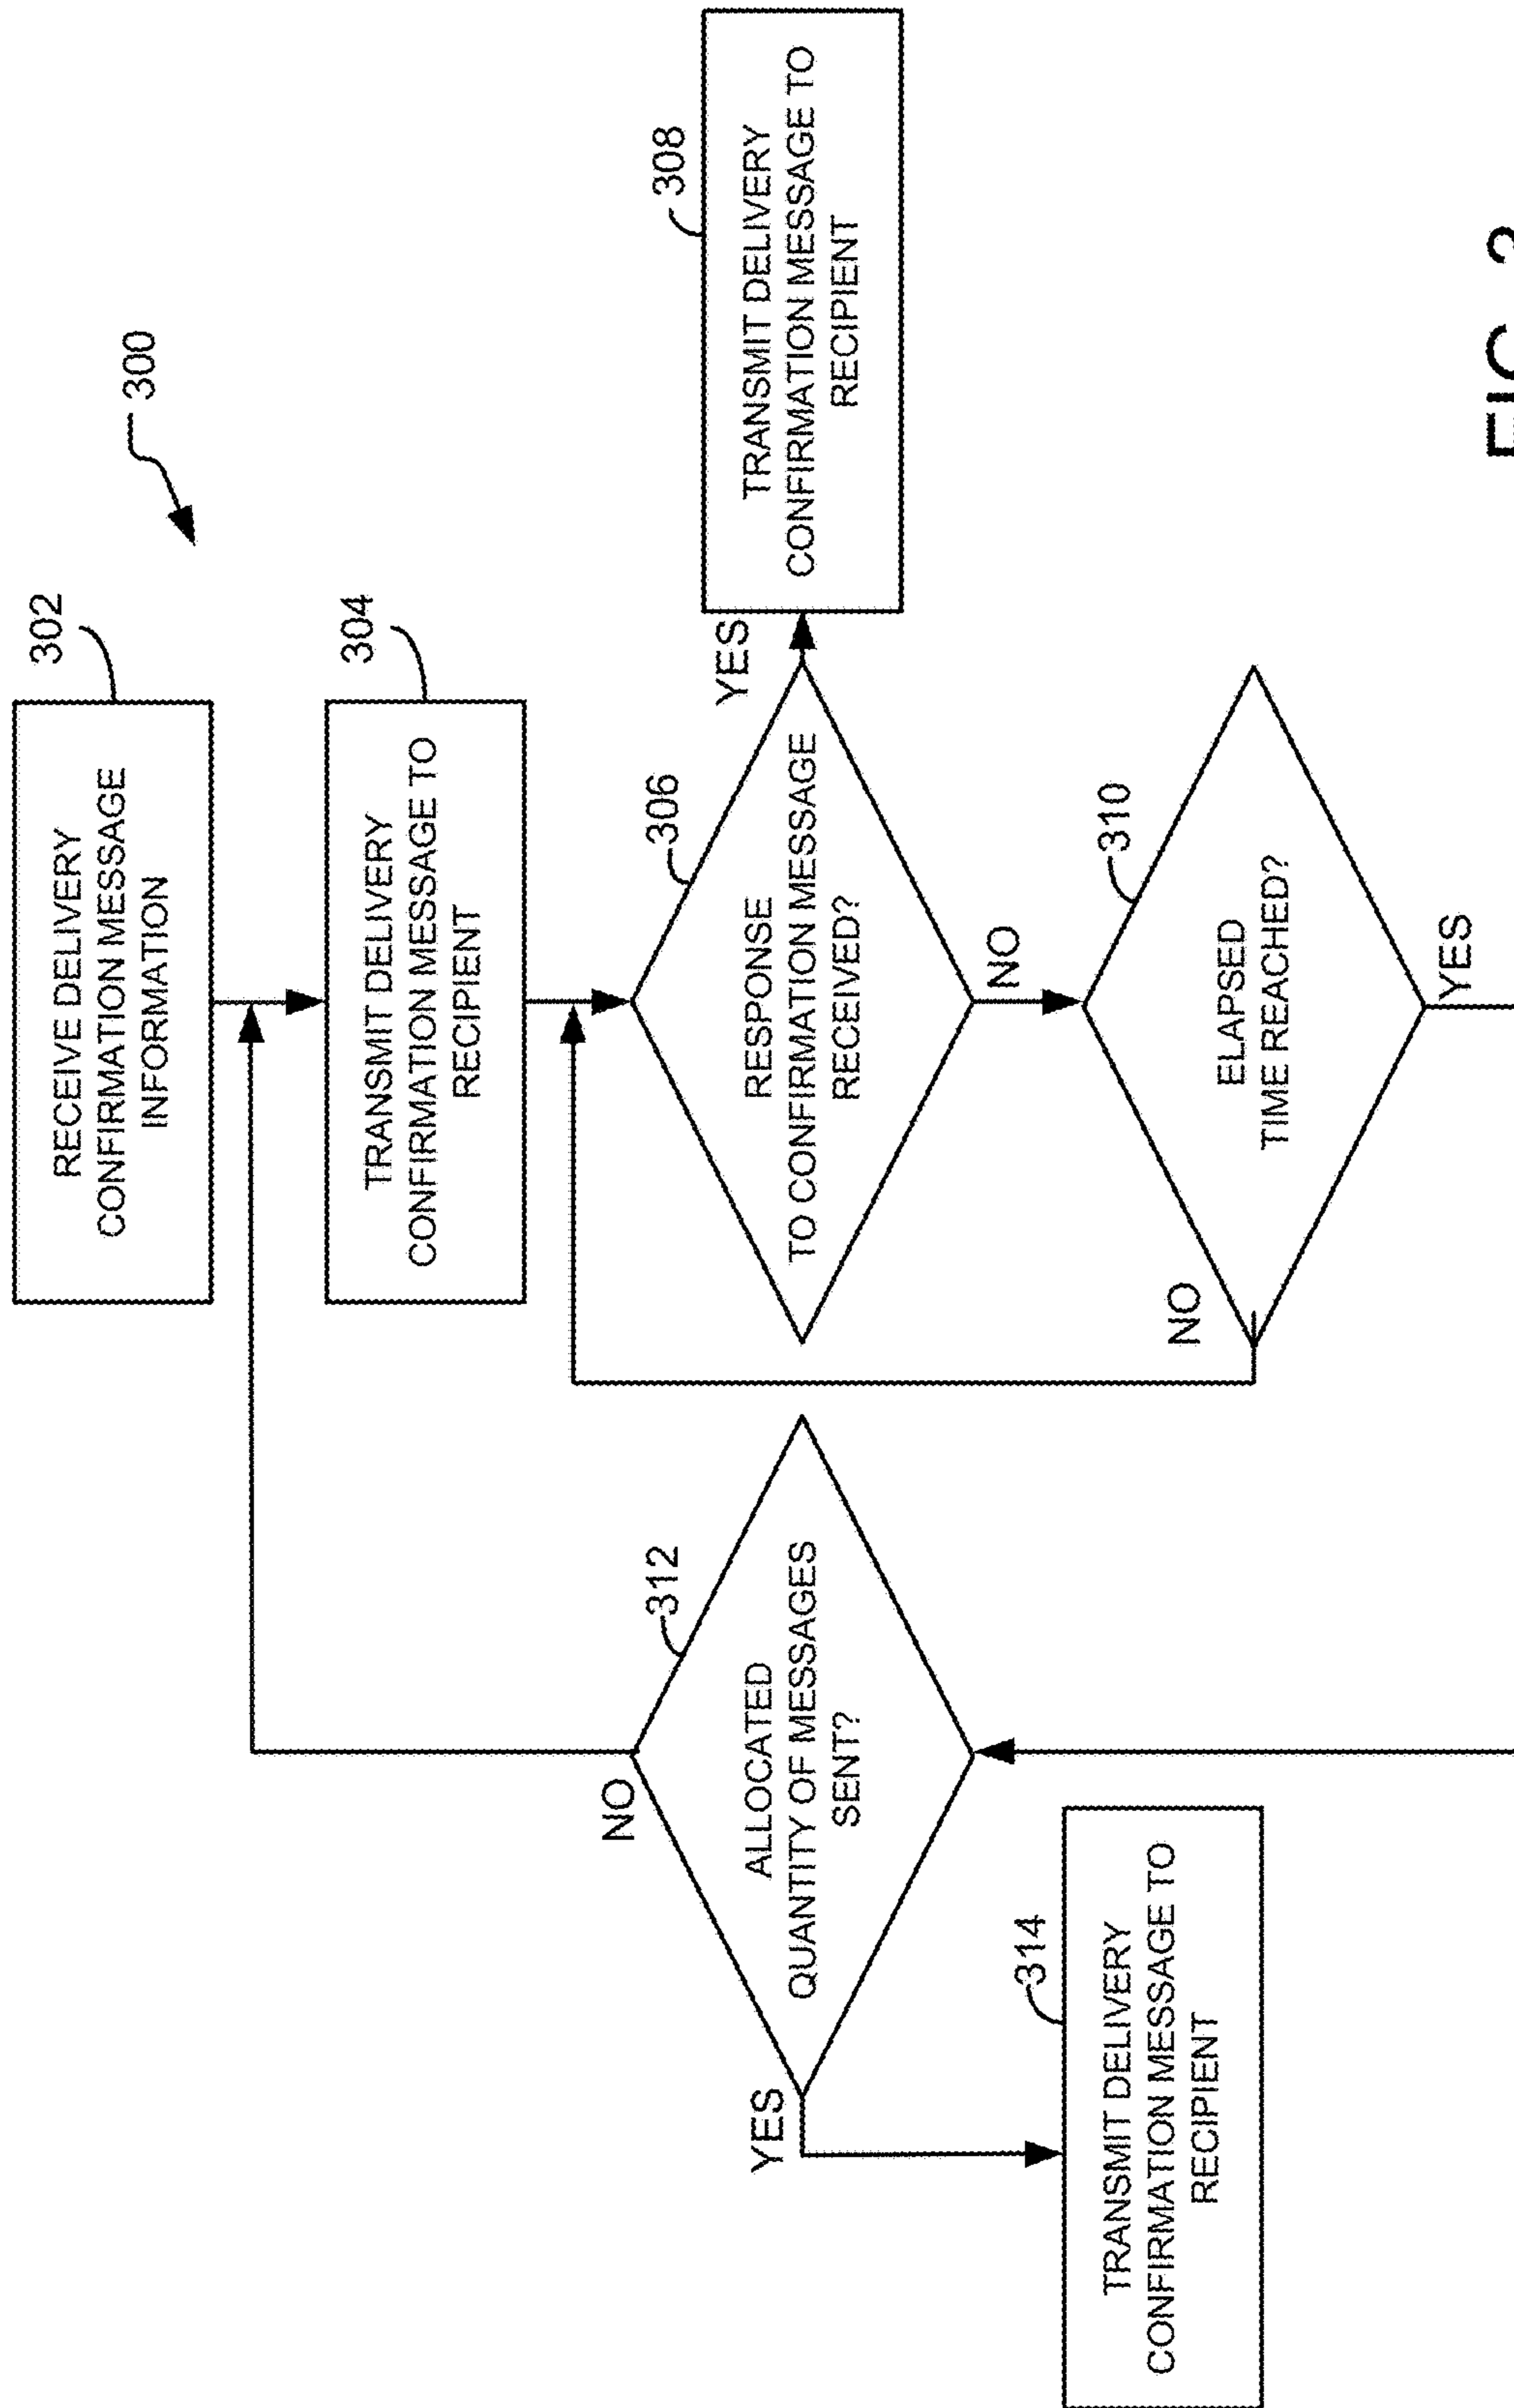 300
RECEIVE DELIVERY
CONFIRMATION MESSAGE
INFORMATION
302
TRANSMIT DELIVERY
CONFIRMATION MESSAGE TO
RECIPIENT
304
RESPONSE
TO CONFIRMATION MESSAGE
RECEIVED?
306
YES
NO
TRANSMIT DELIVERY
CONFIRMATION MESSAGE TO
RECIPIENT
308
ELAPSED
TIME REACHED?
310
NO
YES
ALLOCATED
QUANTITY OF MESSAGES
SENT?
312
NO
YES
TRANSMIT DELIVERY
CONFIRMATION MESSAGE TO
RECIPIENT
314
FIG